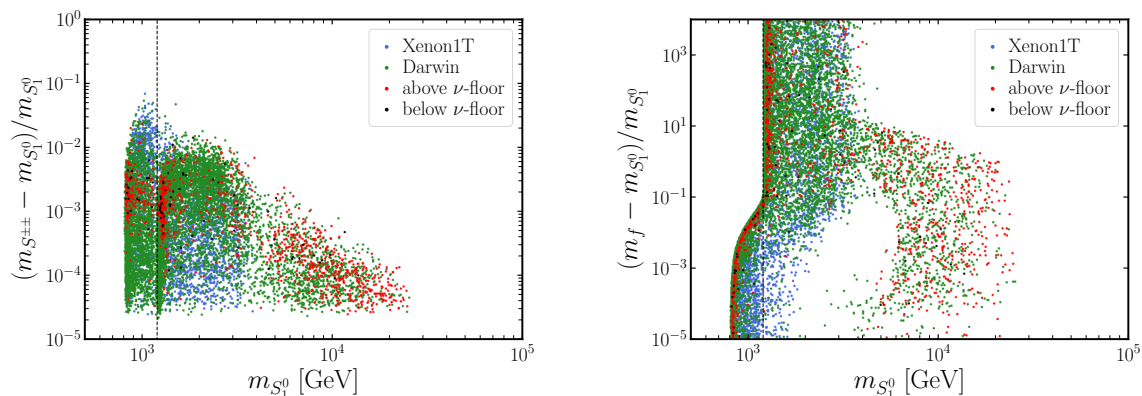 10^0
10^{-1}
10^{-2}
10^{-3}
10^{-4}
10^{-5}
(m_{S^{±±}} − m_{S_1^0})/m_{S_1^0}
Xenon1T
Darwin
above ν-floor
below ν-floor
10^3
10^4
10^5
m_{S_1^0} [GeV]
10^3
10^1
10^{-1}
10^{-3}
10^{-5}
(m_f − m_{S_1^0})/m_{S_1^0}
Xenon1T
Darwin
above ν-floor
below ν-floor
10^3
10^4
10^5
m_{S_1^0} [GeV]